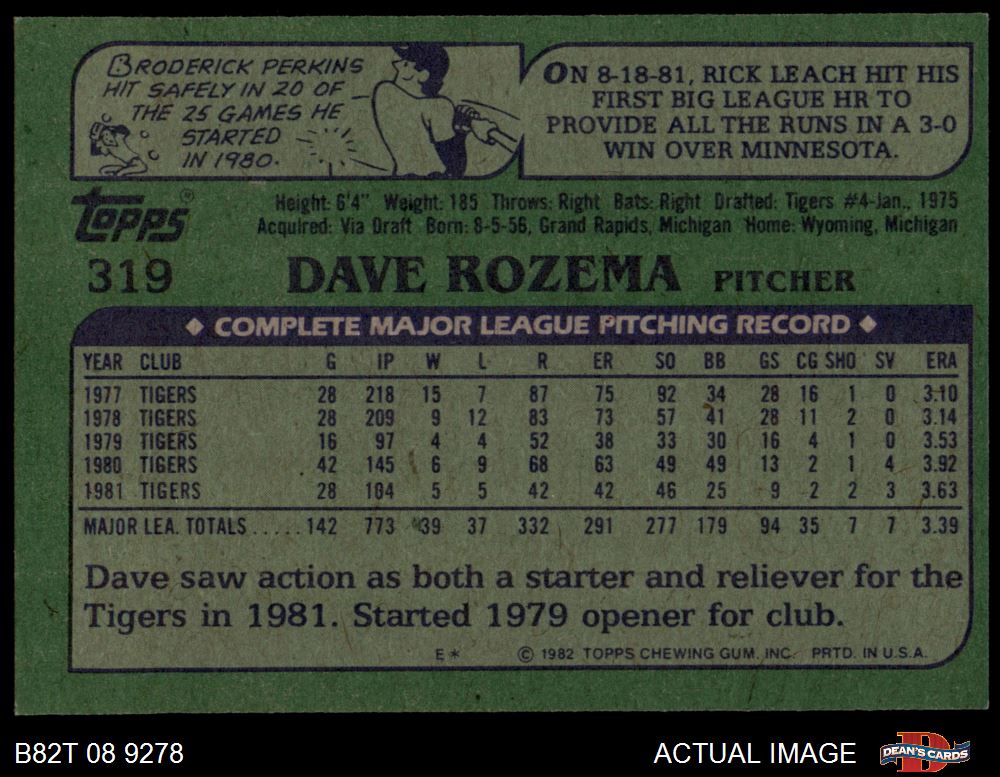 BRODERICK PERKINS
HIT SAFELY IN 20 OF
THE 25 GAMES HE
STARTED
IN 1980.
ON 8-18-81, RICK LEACH HIT HIS
FIRST BIG LEAGUE HR TO
PROVIDE ALL THE RUNS IN A 3-0
WIN OVER MINNESOTA.
TOPPS®
Height: 6'4" Weight: 185 Throws: Right Bats: Right Drafted: Tigers #4-Jan., 1975
Acquired: Via Draft Born: 8-5-56, Grand Rapids, Michigan Home: Wyoming, Michigan
319 DAVE ROZEMA PITCHER
◆ COMPLETE MAJOR LEAGUE PITCHING RECORD ◆
YEAR CLUB G IP W L R ER SO BB GS CG SHO SV ERA
1977 TIGERS 28 218 15 7 87 75 92 34 28 16 1 0 3.10
1978 TIGERS 28 209 9 12 83 73 57 41 28 11 2 0 3.14
1979 TIGERS 16 97 4 4 52 38 33 30 16 4 1 0 3.53
1980 TIGERS 42 145 6 9 68 63 49 49 13 2 1 4 3.92
1981 TIGERS 28 104 5 5 42 42 46 25 9 2 2 3 3.63
MAJOR LEA. TOTALS.....142 773 39 37 332 291 277 179 94 35 7 7 3.39
Dave saw action as both a starter and reliever for the
Tigers in 1981. Started 1979 opener for club.
E* © 1982 TOPPS CHEWING GUM, INC. PRTD. IN U.S.A.
B82T 08 9278
ACTUAL IMAGE
DEAN'S CARDS